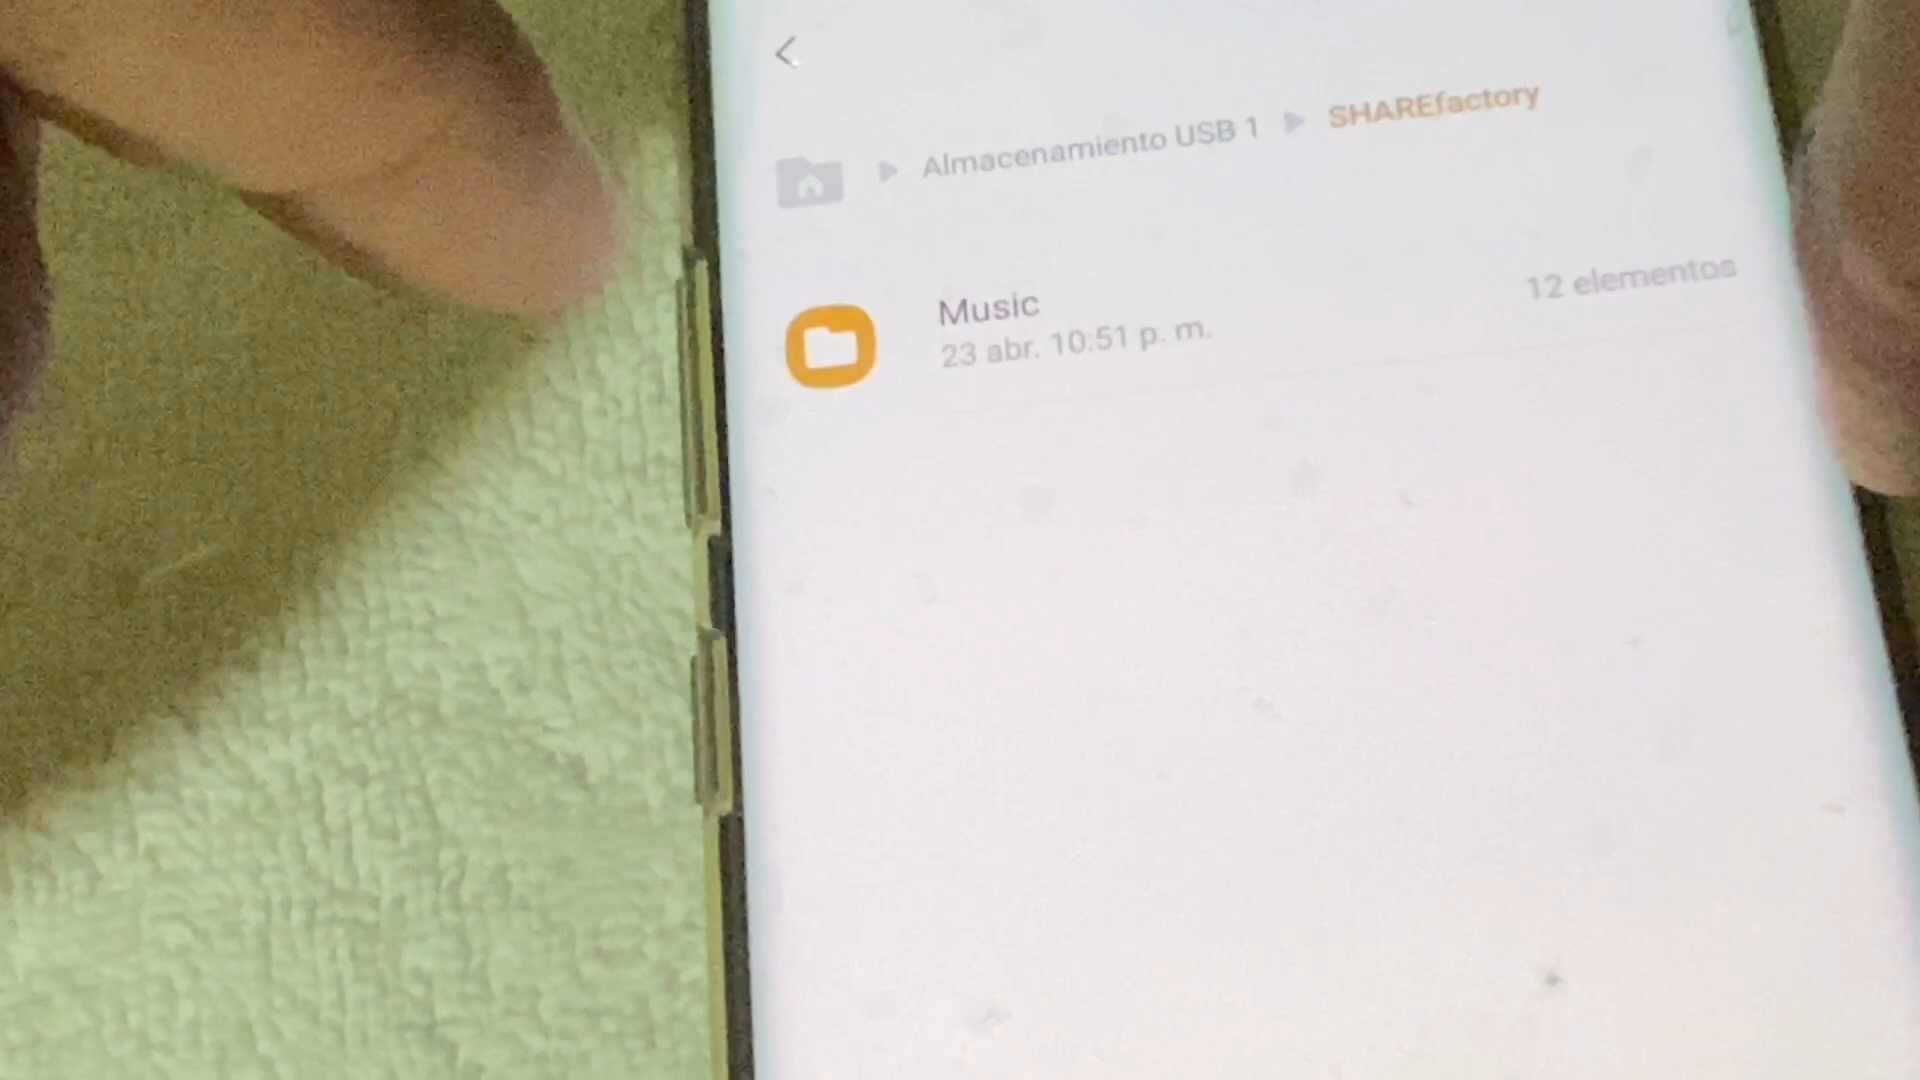 Almacenamiento USB 1 SHAREfactory
Music
12 elementos
23 abr. 10:51 p. m.